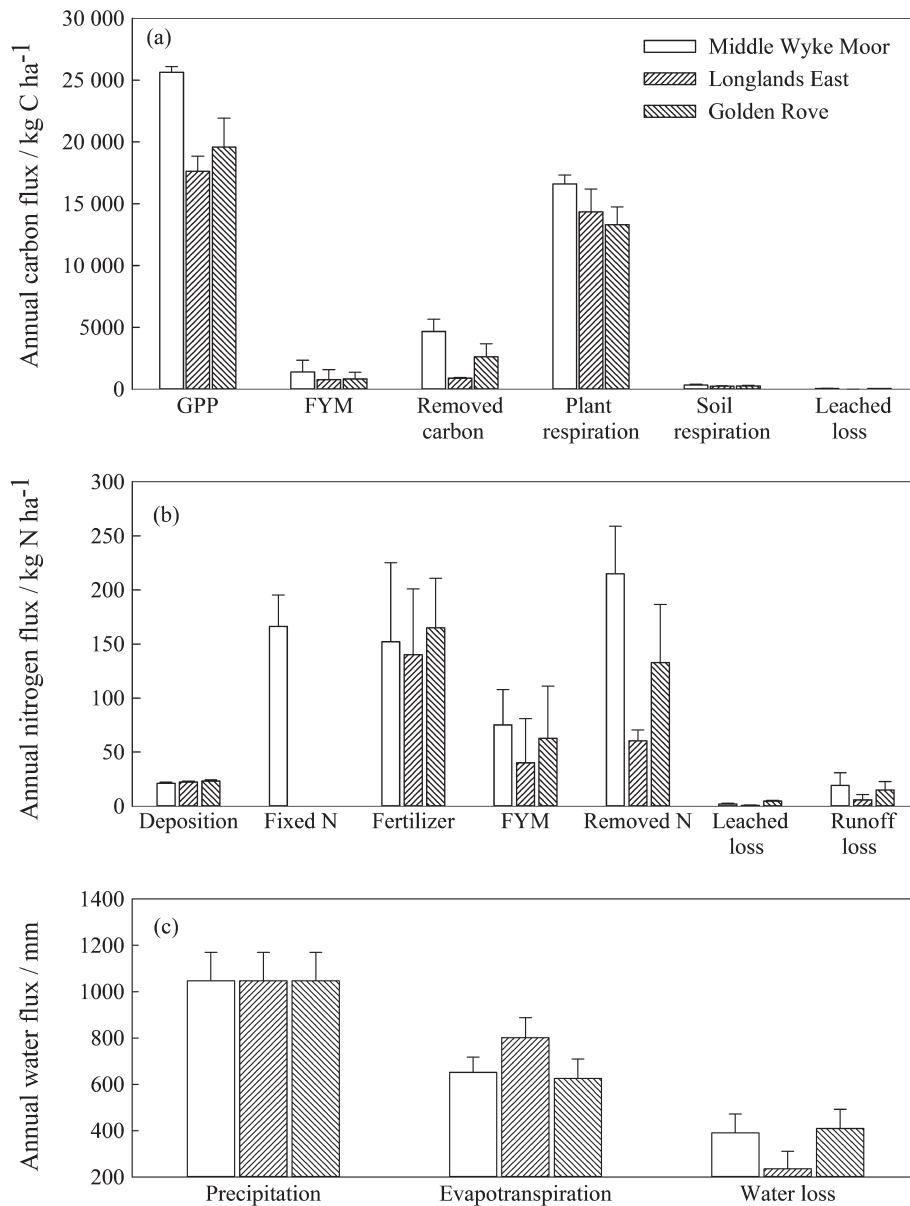 30 000
(a)
Middle Wyke Moor
25 000
Longlands East
Golden Rove
20 000
15 000
10 000
5000
0
Annual carbon flux / kg C ha-1
GPP
FYM
Removed
carbon
Plant
respiration
Soil
respiration
Leached
loss
300
(b)
250
200
150
100
50
0
Annual nitrogen flux / kg N ha-1
Deposition
Fixed N
Fertilizer
FYM
Removed N
Leached
loss
Runoff
loss
1400
(c)
1200
1000
800
600
400
200
Annual water flux / mm
Precipitation
Evapotranspiration
Water loss